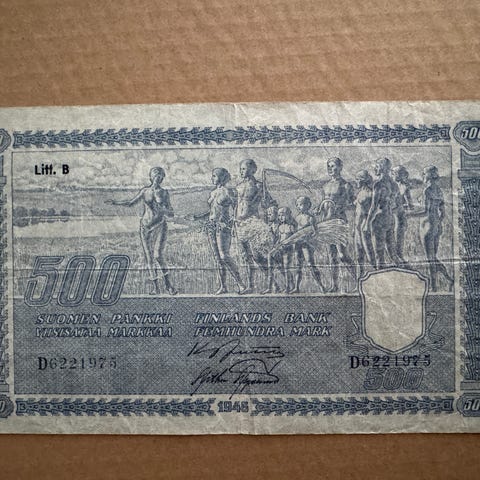 Litt. B
500
SUOMEN PANKKI FINLANDS BANK
VIISISATAA MARKKAA FEMHUNDRA MARK
D6221975 D6221975
500
1945